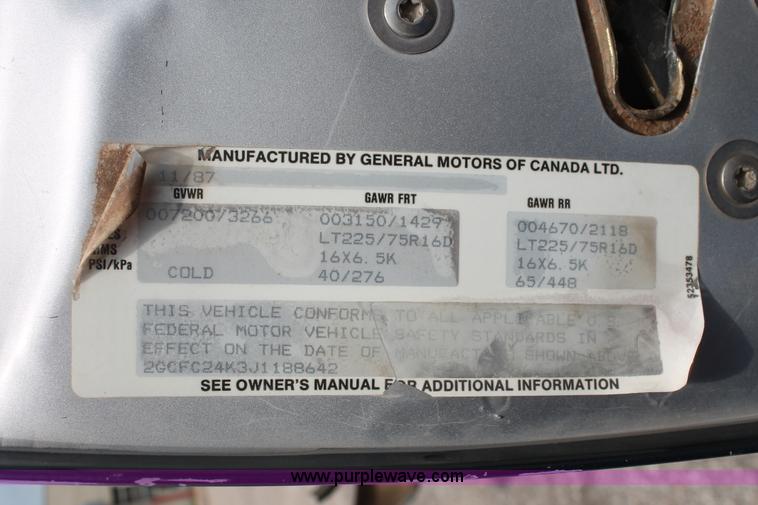 MANUFACTURED BY GENERAL MOTORS OF CANADA LTD.
11/87
GVWR GAWR FRT GAWR RR
007200/3266 003150/1429 004670/2118
LT225/75R16D LT225/75R16D
16X6.5K 16X6.5K
PSI/kPa COLD 40/276 65/448
52353478
THIS VEHICLE CONFORMS TO ALL APPLICABLE U
FEDERAL MOTOR VEHICLE SAFETY STANDARDS IN
EFFECT ON THE DATE OF MANUFACTURE SHOWN
2GCFC24K3J1188642
SEE OWNER'S MANUAL FOR ADDITIONAL INFORMATION
www.purplewave.com